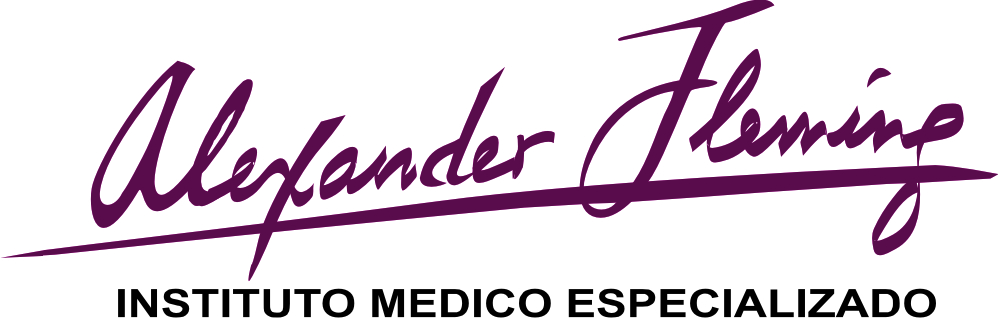 Alexander Fleming
INSTITUTO MEDICO ESPECIALIZADO